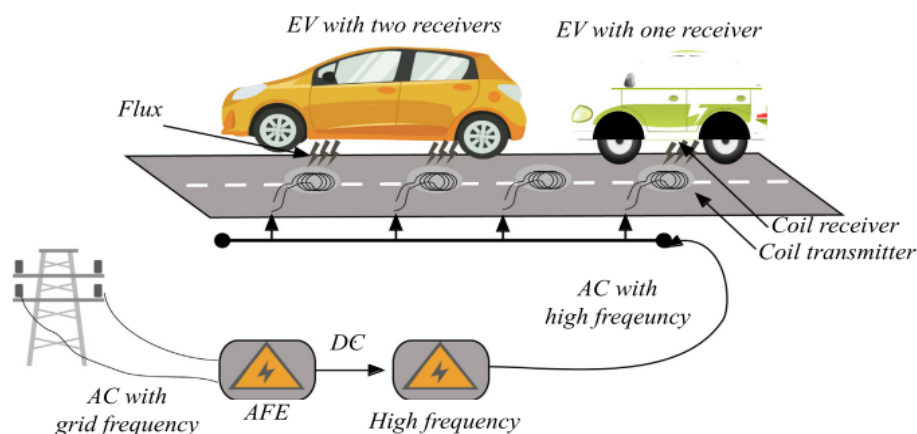 EV with two receivers
EV with one receiver
Flux
Coil receiver
Coil transmitter
AC with
high freqeuncy
DC
AC with
grid frequency
AFE
High frequency